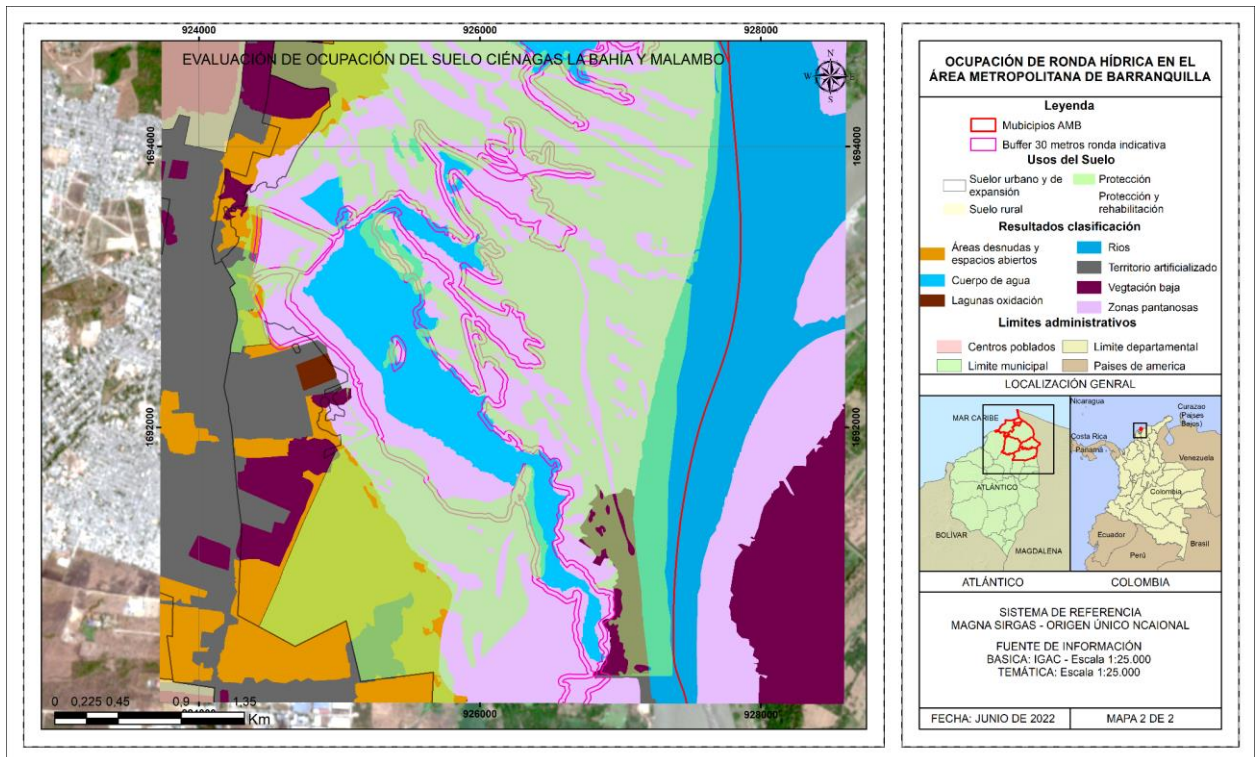 924000
926000
928000
EVALUACIÓN DE OCUPACIÓN DEL SUELO CIÉNAGAS LA BAHÍA Y MALAMBO
N
W
E
S
1694000
1694000
1692000
1692000
0 0,225 0,45 0,9 1,35
Km
926000
928000
OCUPACIÓN DE RONDA HÍDRICA EN EL
ÁREA METROPOLITANA DE BARRANQUILLA
Leyenda
Mubicipios AMB
Buffer 30 metros ronda indicativa
Usos del Suelo
Suelor urbano y de
expansión
Suelo rural
Protección
Protección y
rehabilitación
Resultados clasificación
Áreas desnudas y
espacios abiertos
Cuerpo de agua
Lagunas oxidación
Rios
Territorio artificializado
Vegtación baja
Zonas pantanosas
Limites administrativos
Centros poblados
Limite departamental
Limite municipal
Paises de america
LOCALIZACIÓN GENRAL
MAR CARIBE
ATLÁNTICO
BOLÍVAR
MAGDALENA
Nicaragua
Curazao
(Países
Bajos)
Costa Rica
Panamá
Venezuela
Colombia
Ecuador
Perú
Brasil
ATLÁNTICO
COLOMBIA
SISTEMA DE REFERENCIA
MAGNA SIRGAS - ORIGEN ÚNICO NCAIONAL
FUENTE DE INFORMACIÓN
BASICA: IGAC - Escala 1:25.000
TEMÁTICA: Escala 1:25.000
FECHA: JUNIO DE 2022
MAPA 2 DE 2